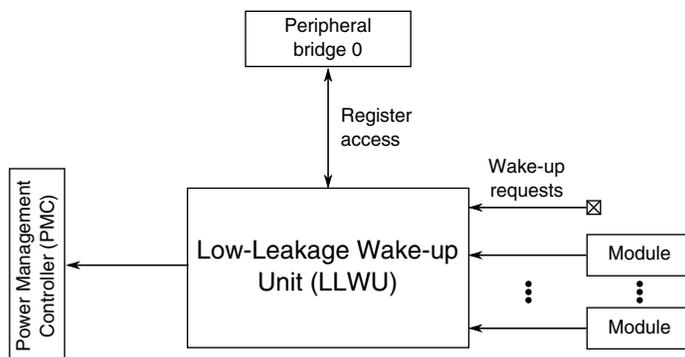 Peripheral
bridge 0
Register
access
Wake-up
requests
Power Management
Controller (PMC)
Low-Leakage Wake-up
Unit (LLWU)
Module
Module